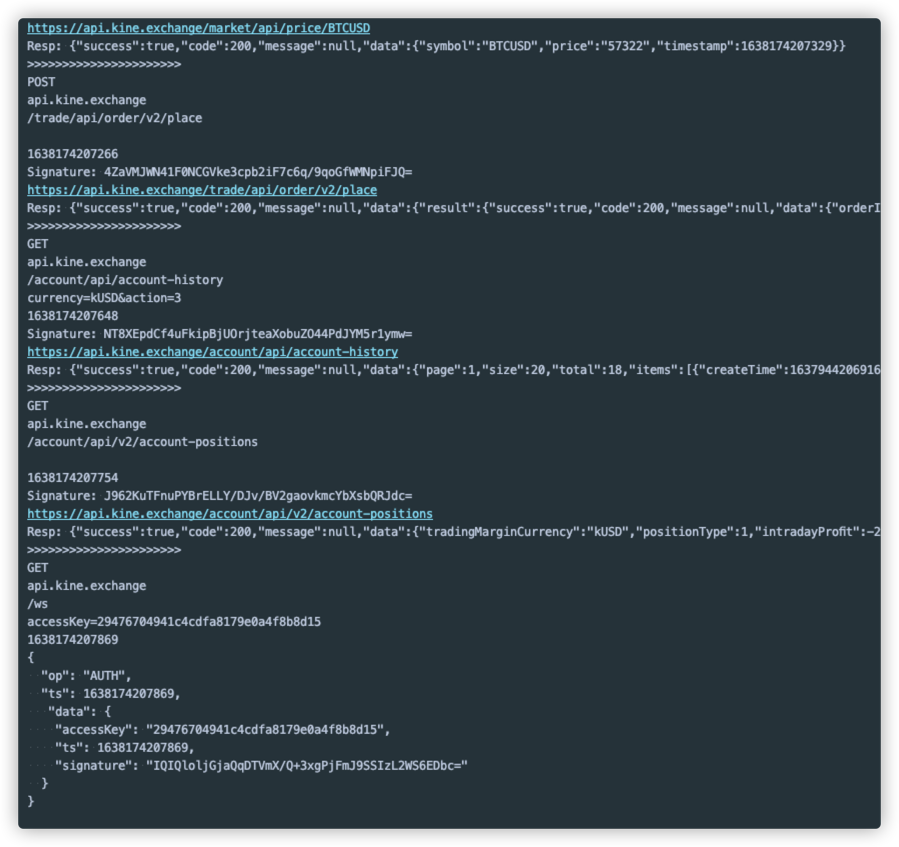 https://api.kine.exchange/market/api/price/BTCUSD
Resp: {"success":true,"code":200,"message":null,"data":{"symbol":"BTCUSD","price":"57322","timestamp":1638174207329}}
>>>>>>>>>>>>>>>>>>>>>>
POST
api.kine.exchange
/trade/api/order/v2/place
1638174207266
Signature: 4ZaVMJWN41F0NCGVke3cpb2iF7c6q/9qoGfWMNpiFJQ=
https://api.kine.exchange/trade/api/order/v2/place
Resp: {"success":true,"code":200,"message":null,"data":{"result":{"success":true,"code":200,"message":null,"data":{"orderI
>>>>>>>>>>>>>>>>>>>>>>
GET
api.kine.exchange
/account/api/account-history
currency=kUSD&action=3
1638174207648
Signature: NT8XEpdCf4uFkipBjUOrjteaXobuZO44PdJYM5r1ymw=
https://api.kine.exchange/account/api/account-history
Resp: {"success":true,"code":200,"message":null,"data":{"page":1,"size":20,"total":18,"items":[{"createTime":1637944206916
>>>>>>>>>>>>>>>>>>>>>>
GET
api.kine.exchange
/account/api/v2/account-positions
1638174207754
Signature: J962KuTFnuPYBrELLY/DJv/BV2gaovkmcYbXsbQRJdc=
https://api.kine.exchange/account/api/v2/account-positions
Resp: {"success":true,"code":200,"message":null,"data":{"tradingMarginCurrency":"kUSD","positionType":1,"intradayProfit":-2
>>>>>>>>>>>>>>>>>>>>>>
GET
api.kine.exchange
/ws
accessKey=29476704941c4cdfa8179e0a4f8b8d15
1638174207869
{
"op": "AUTH",
"ts": 1638174207869,
"data": {
"accessKey": "29476704941c4cdfa8179e0a4f8b8d15",
"ts": 1638174207869,
"signature": "IQIQloljGjaQqDTVmX/Q+3xgPjFmJ9SSIzL2WS6EDbc="
}
}